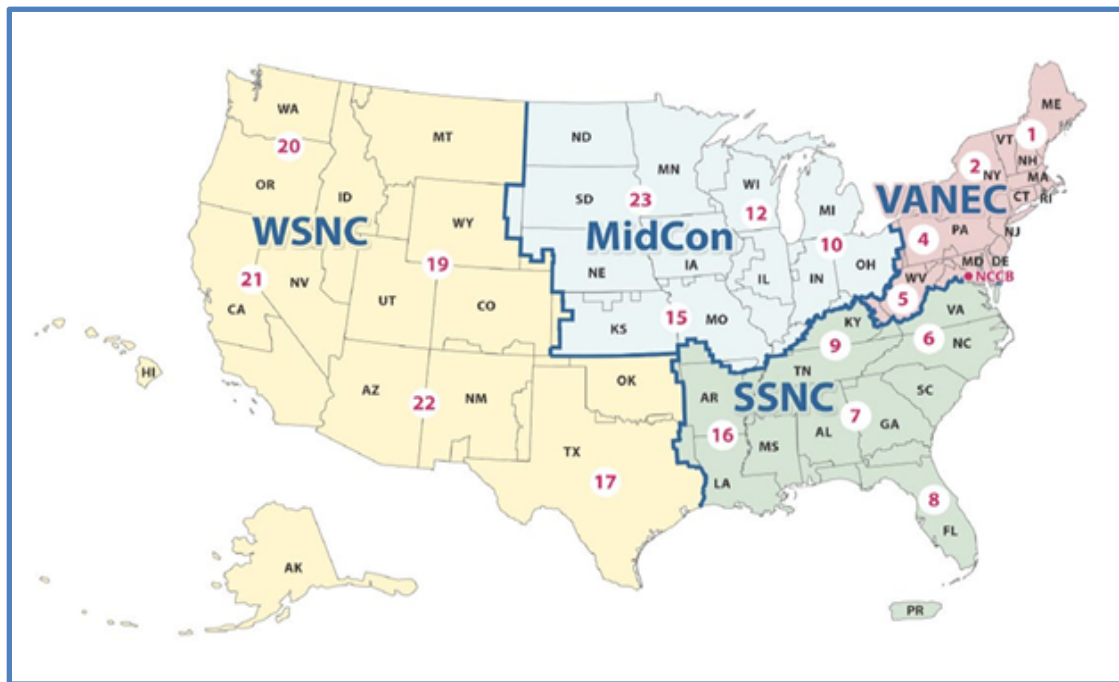 ME
1
WA
VT
MT
ND
20
MN
2
NH
NY
MA
OR
WI
CT
RI
ID
SD
23
VANEC
MI
WSNC
WY
12
MidCon
4
PA
NJ
10
19
IA
OH
MD
DE
NE
IL
IN
WV
NCCB
21
NV
5
UT
CO
VA
CA
KS
15
MO
KY
6
9
NC
HI
TN
OK
AZ
22
NM
AR
SSNC
SC
7
16
AL
GA
MS
TX
17
LA
8
FL
AK
PR